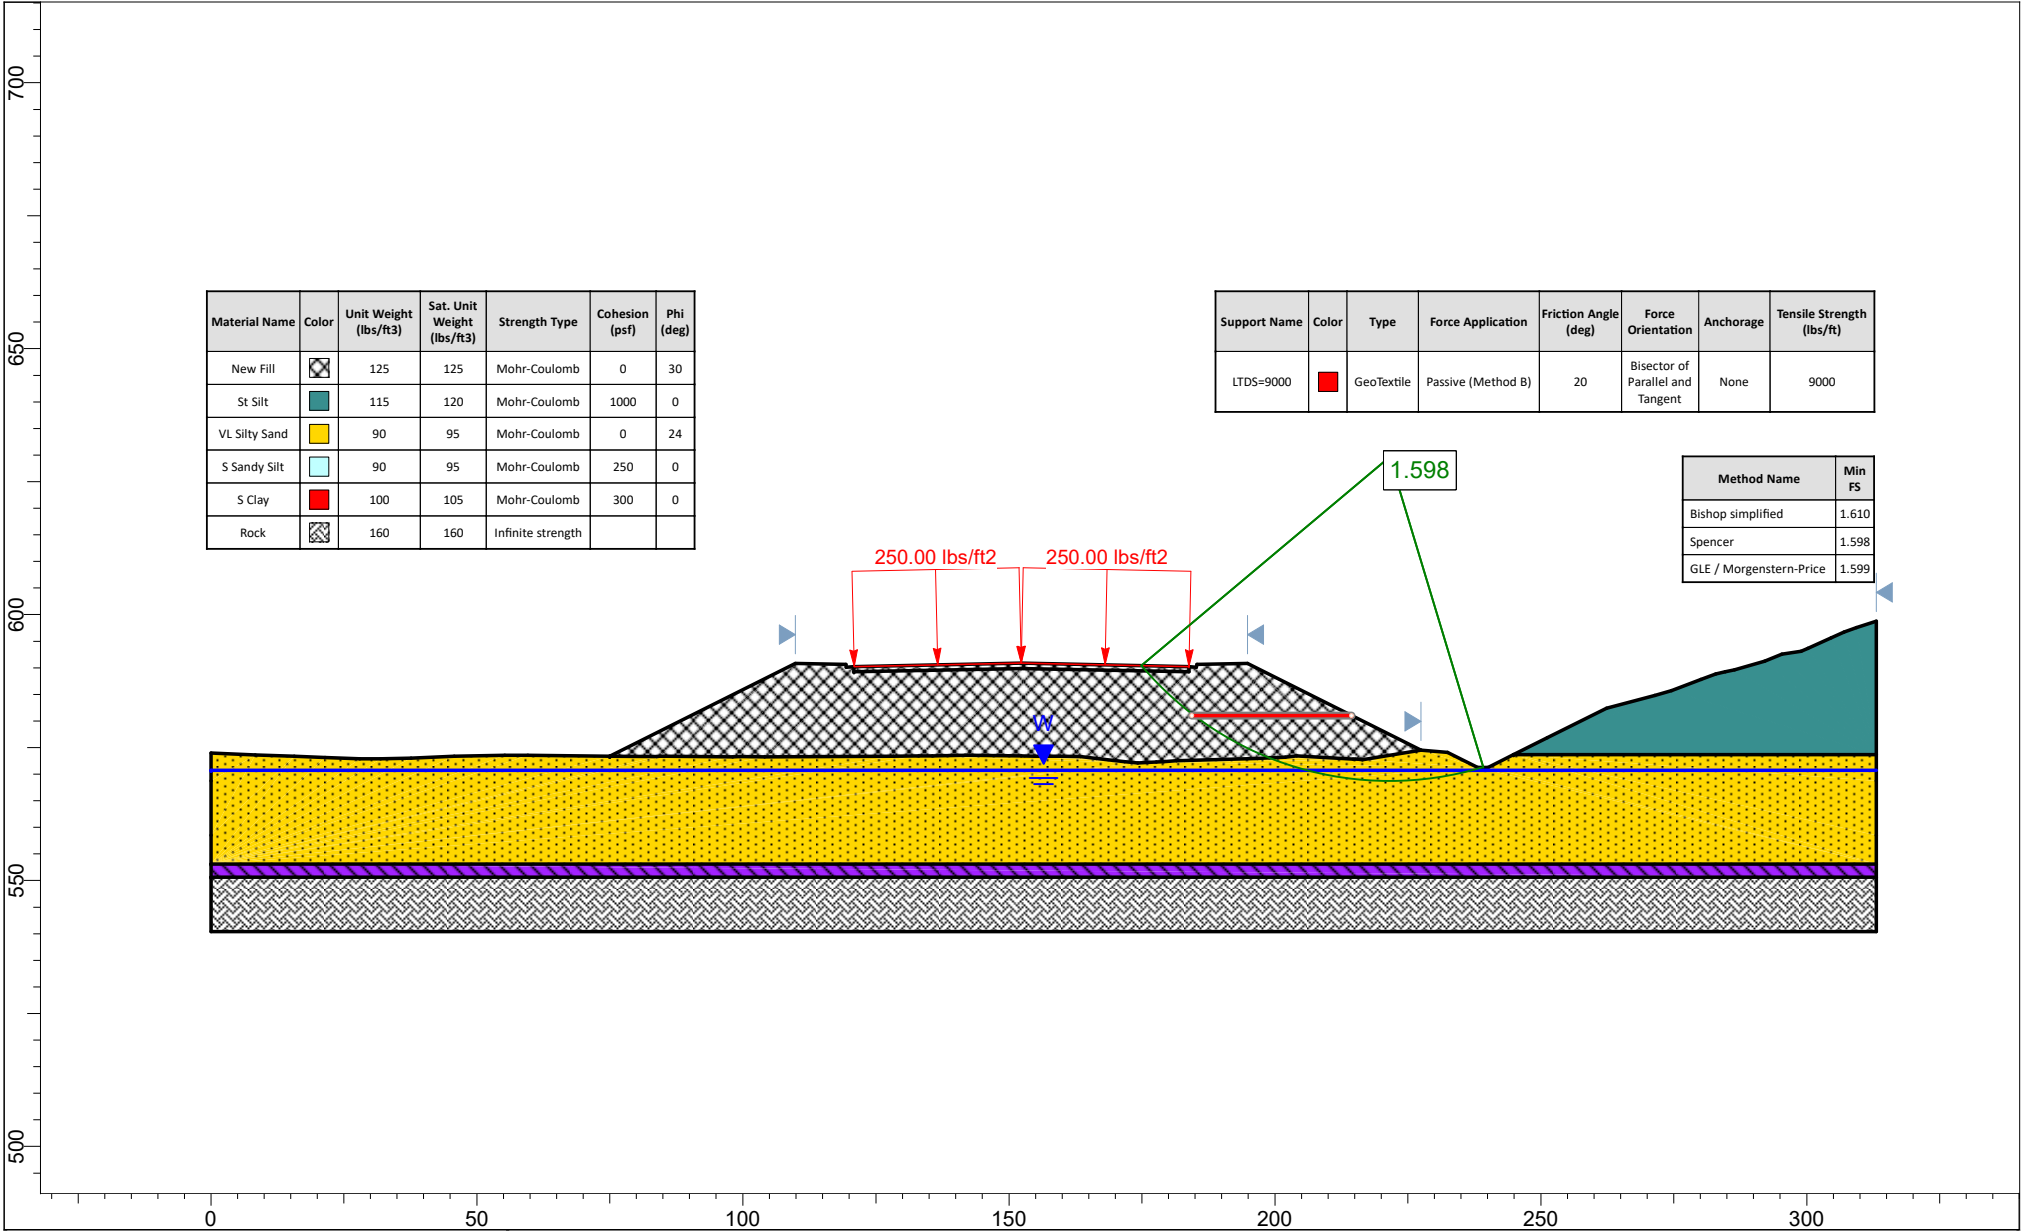 700
650
600
550
500
0
50
100
150
200
250
300
Material Name Color Unit Weight (lbs/ft3) Sat. Unit Weight (lbs/ft3) Strength Type Cohesion (psf) Phi (deg)
New Fill 125 125 Mohr-Coulomb 0 30
St Silt 115 120 Mohr-Coulomb 1000 0
VL Silty Sand 90 95 Mohr-Coulomb 0 24
S Sandy Silt 90 95 Mohr-Coulomb 250 0
S Clay 100 105 Mohr-Coulomb 300 0
Rock 160 160 Infinite strength
Support Name Color Type Force Application Friction Angle (deg) Force Orientation Anchorage Tensile Strength (lbs/ft)
LTDS=9000 GeoTextile Passive (Method B) 20 Bisector of Parallel and Tangent None 9000
1.598
Method Name Min FS
Bishop simplified 1.610
Spencer 1.598
GLE / Morgenstern-Price 1.599
250.00 lbs/ft2 250.00 lbs/ft2
W